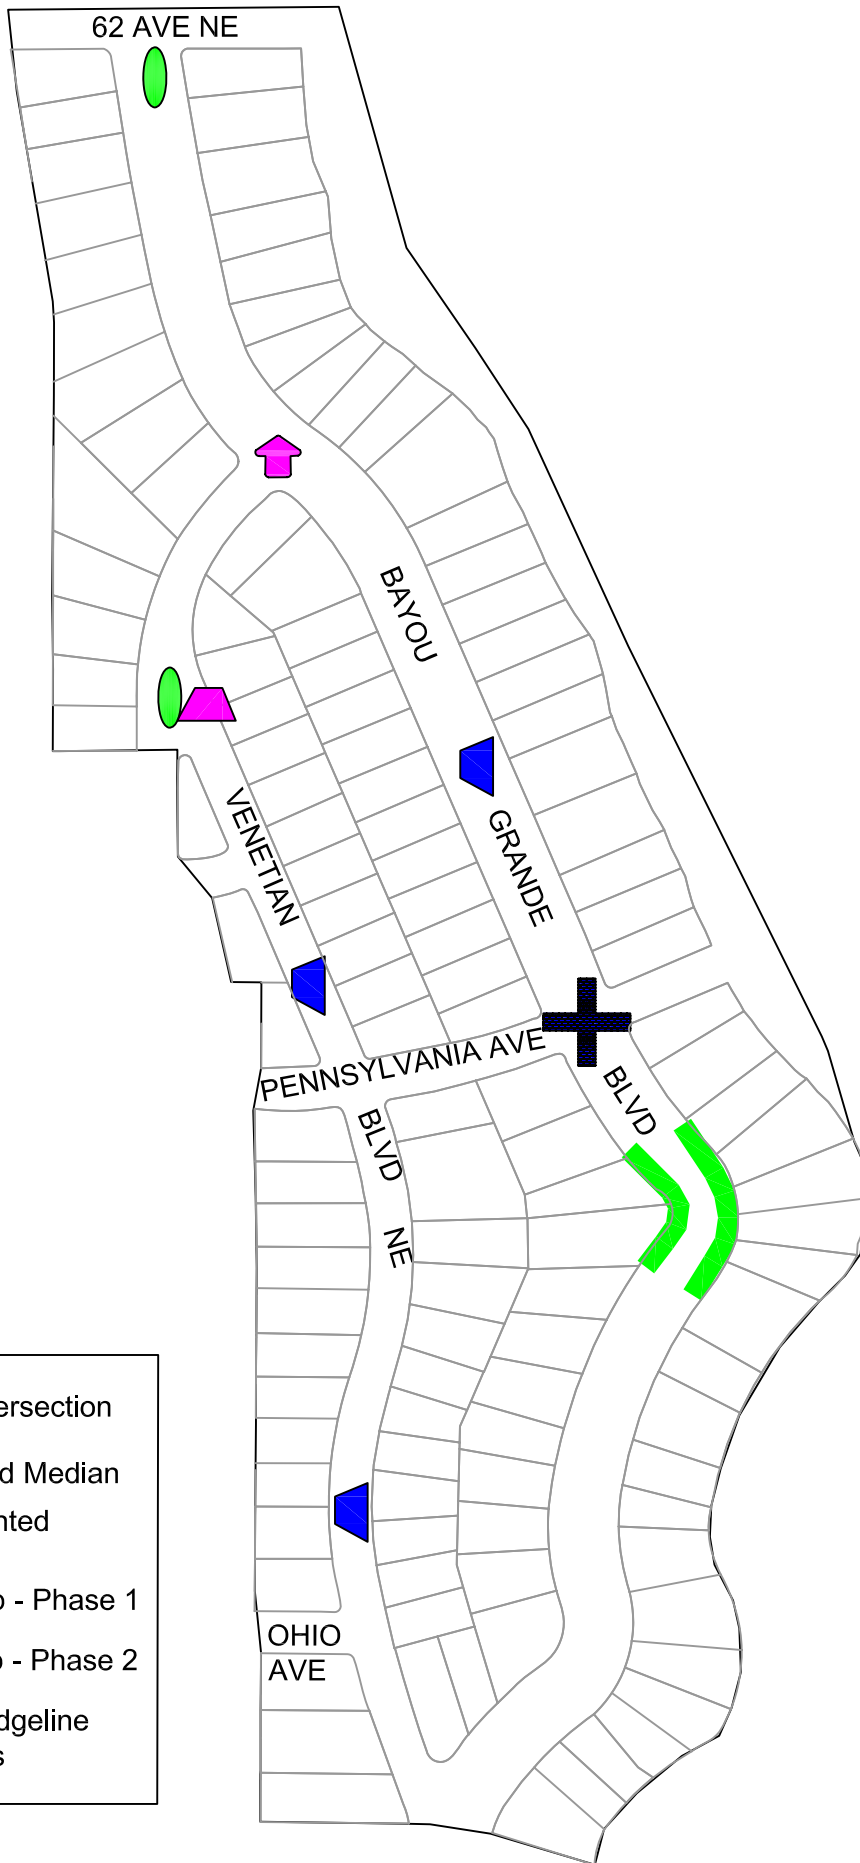 62 AVE NE
BAYOU
GRANDE
BLVD
VENETIAN
BLVD
NE
PENNSYLVANIA AVE
OHIO
AVE
ersection
d Median
nted
o - Phase 1
o - Phase 2
dgeline
s